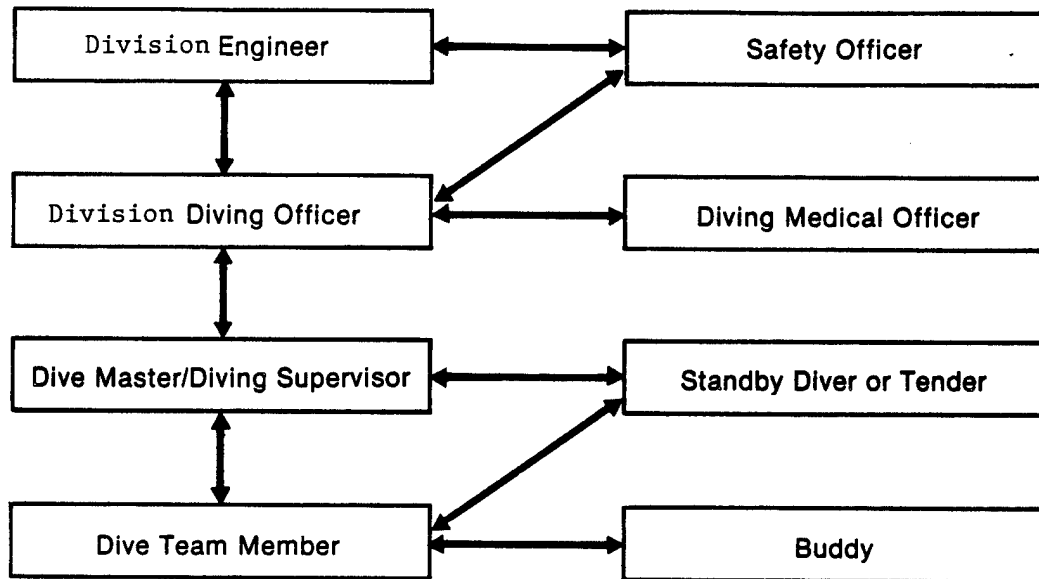 Division Engineer
Safety Officer
Division Diving Officer
Diving Medical Officer
Dive Master/Diving Supervisor
Standby Diver or Tender
Dive Team Member
Buddy